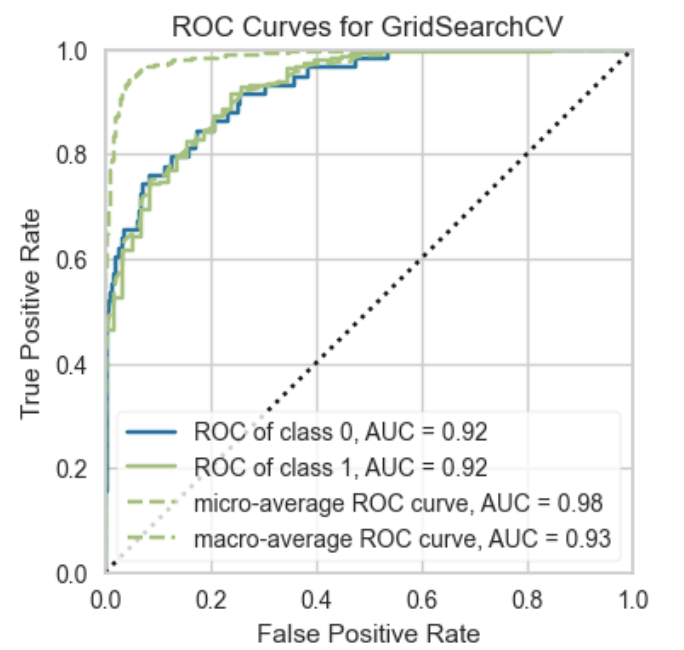 ROC Curves for GridSearchCV
1.0
0.8
0.6
0.4
0.2
0.0
True Positive Rate
ROC of class 0, AUC = 0.92
ROC of class 1, AUC = 0.92
micro-average ROC curve, AUC = 0.98
macro-average ROC curve, AUC = 0.93
0.0 0.2 0.4 0.6 0.8 1.0
False Positive Rate